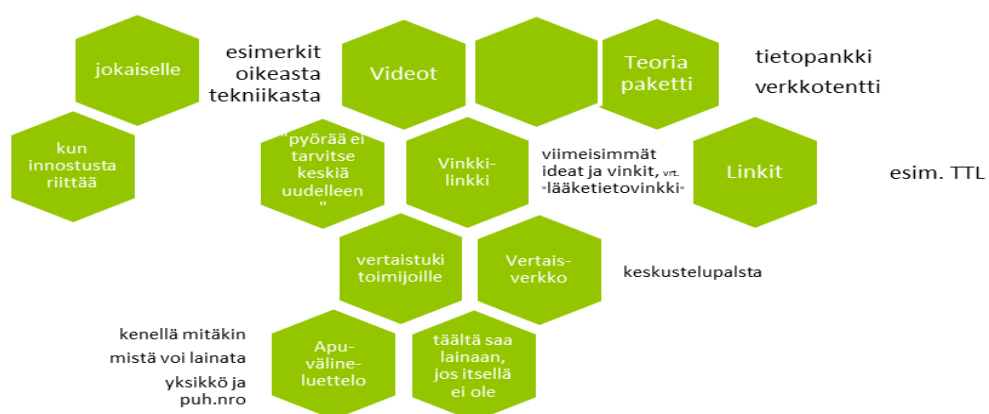 jokaiselle
esimerkit
oikeasta
tekniikasta
Videot
Teoria
paketti
tietopankki
verkkotentti
kun
innostusta
riittää
"pyörää ei
tarvitse
keskiä
uudelleen
"
Vinkki-
linkki
viimeisimmät
ideat ja vinkit, vrt.
-lääketietovinkki-
Linkit
esim. TTL
vertaistuki
toimijoille
Vertais-
verkko
keskustelupalsta
kenellä mitäkin
mistä voi lainata
yksikkö ja
puh.nro
Apu-
väline-
luettelo
täältä saa
lainaan,
jos itsellä
ei ole